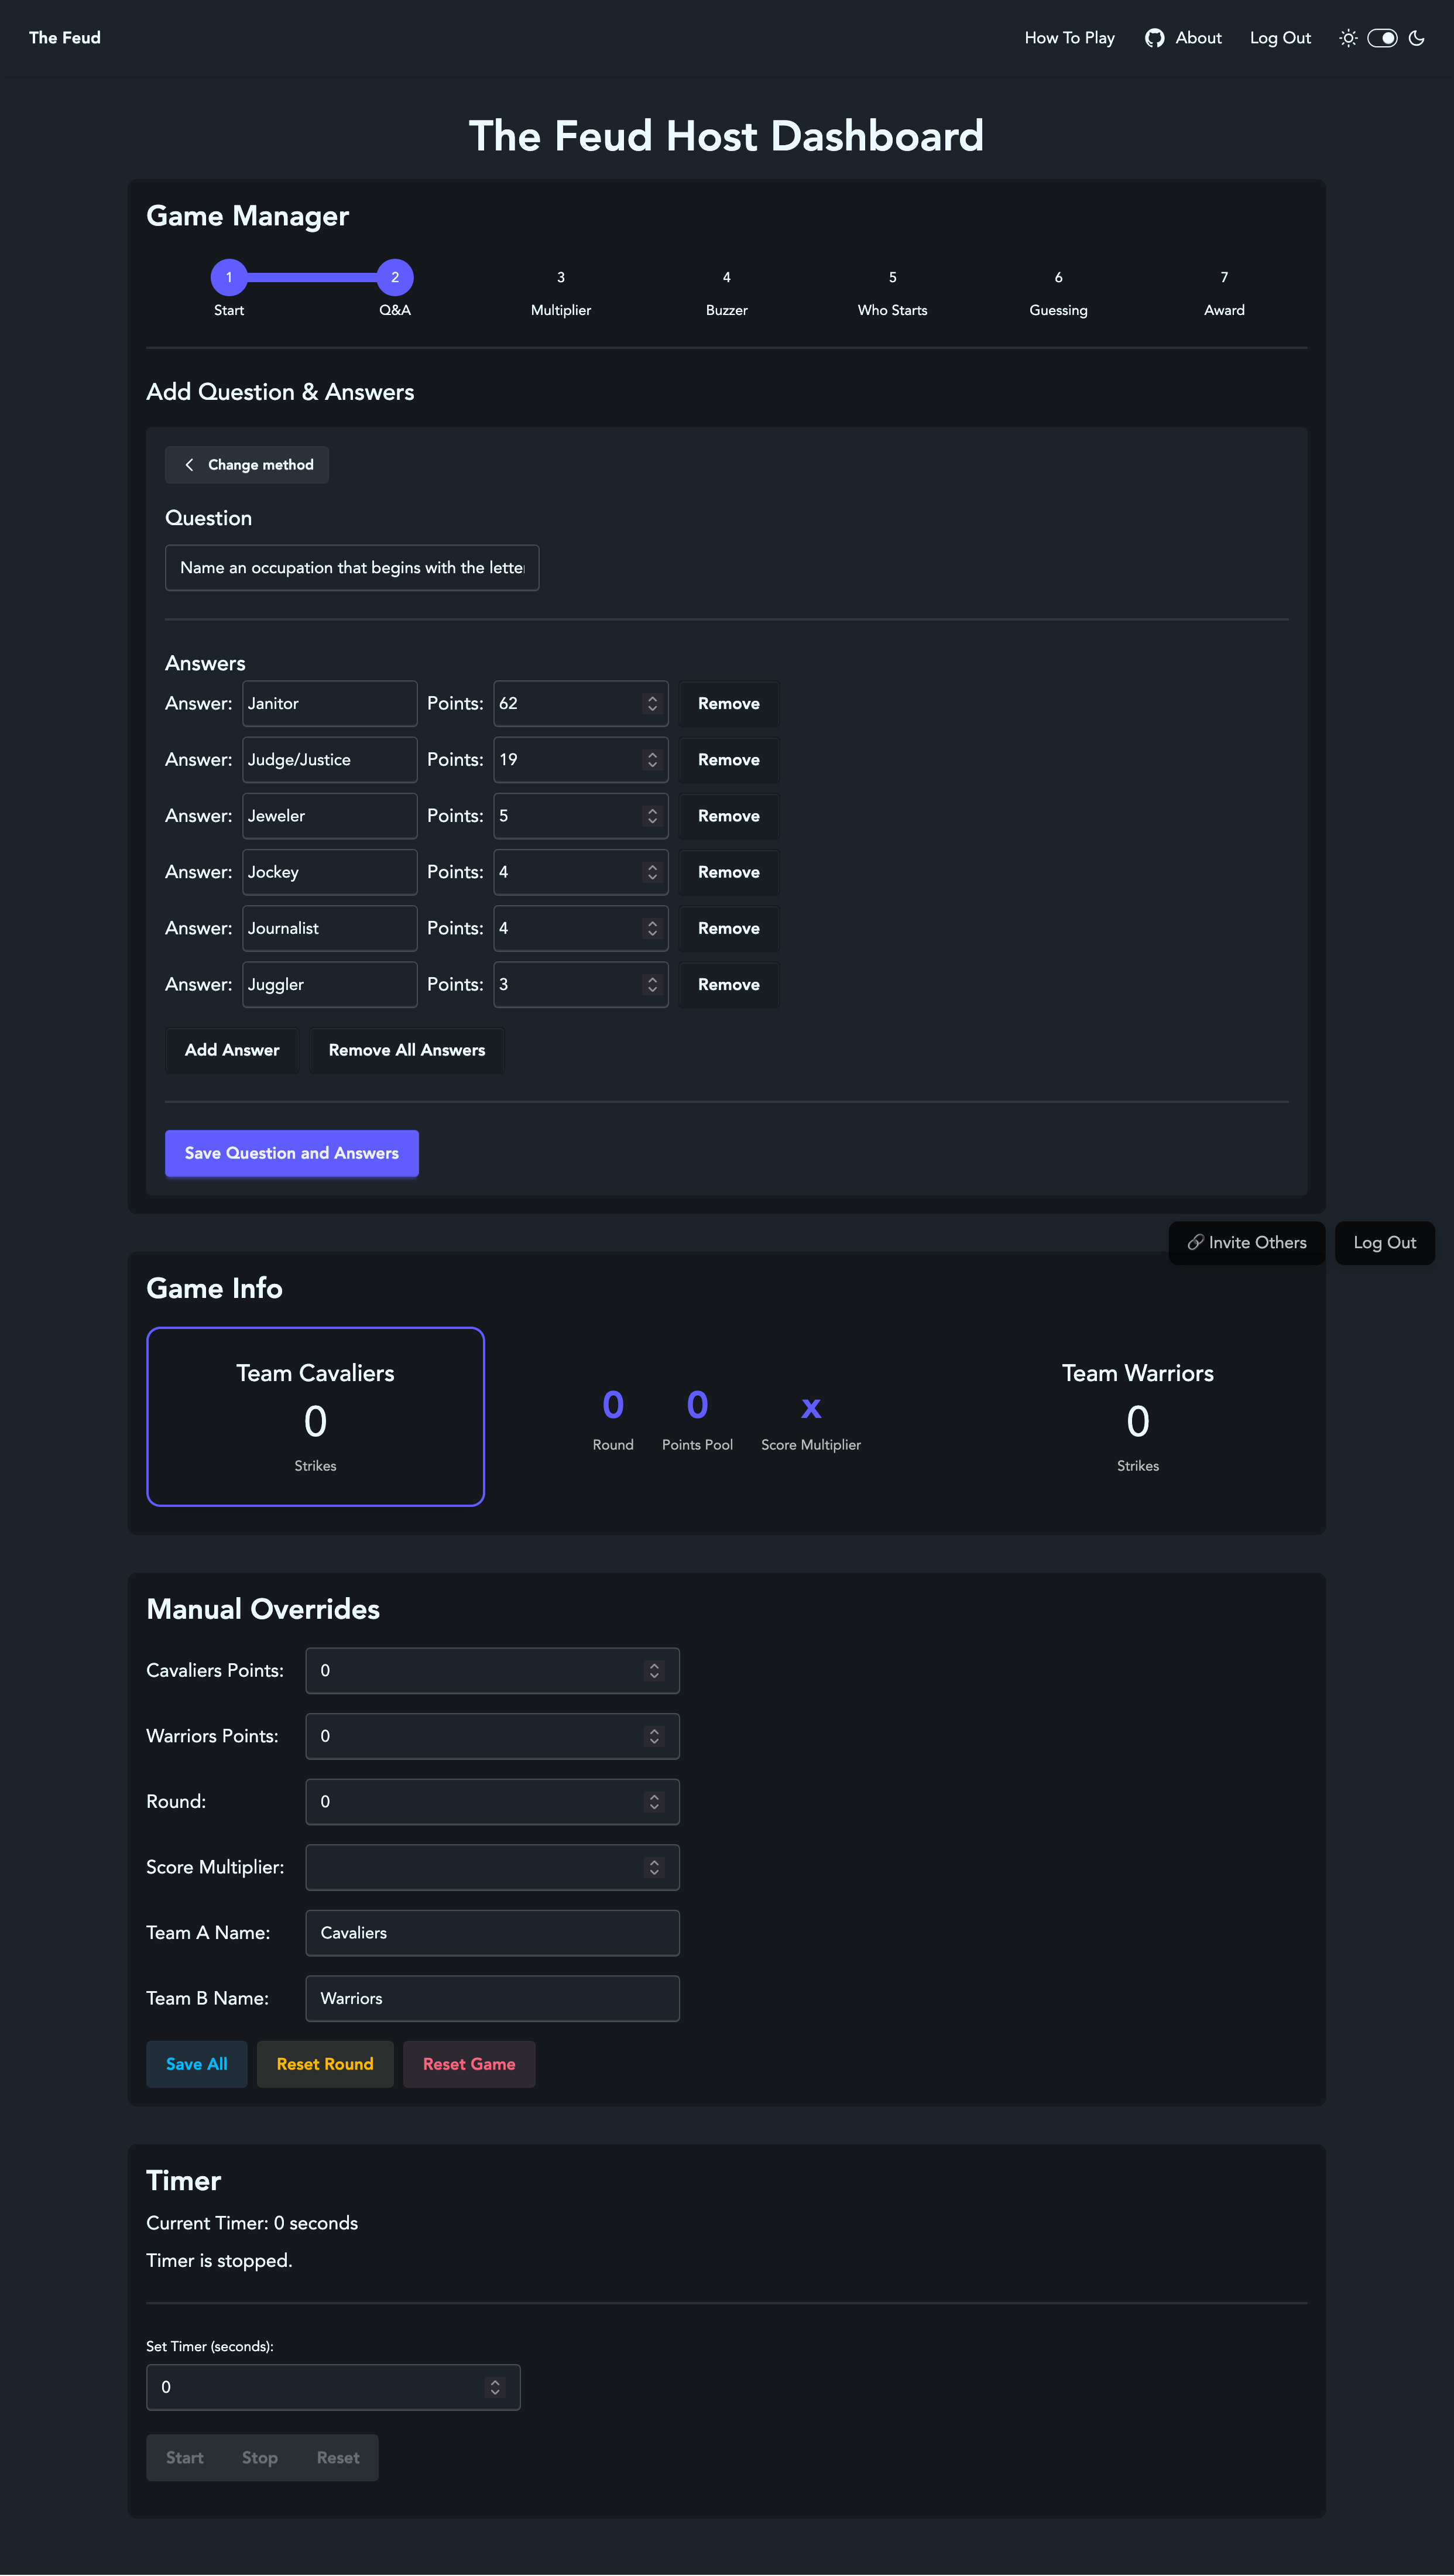 The Feud
How To Play About Log Out
The Feud Host Dashboard
Game Manager
1 2 3 4 5 6 7
Start Q&A Multiplier Buzzer Who Starts Guessing Award
Add Question & Answers
Change method
Question
Name an occupation that begins with the lette
Answers
Answer: Janitor Points: 62 Remove
Answer: Judge/Justice Points: 19 Remove
Answer: Jeweler Points: 5 Remove
Answer: Jockey Points: 4 Remove
Answer: Journalist Points: 4 Remove
Answer: Juggler Points: 3 Remove
Add Answer Remove All Answers
Save Question and Answers
Invite Others Log Out
Game Info
Team Cavaliers
0
Strikes
0 0 x
Round Points Pool Score Multiplier
Team Warriors
0
Strikes
Manual Overrides
Cavaliers Points: 0
Warriors Points: 0
Round: 0
Score Multiplier:
Team A Name: Cavaliers
Team B Name: Warriors
Save All Reset Round Reset Game
Timer
Current Timer: 0 seconds
Timer is stopped.
Set Timer (seconds):
0
Start Stop Reset